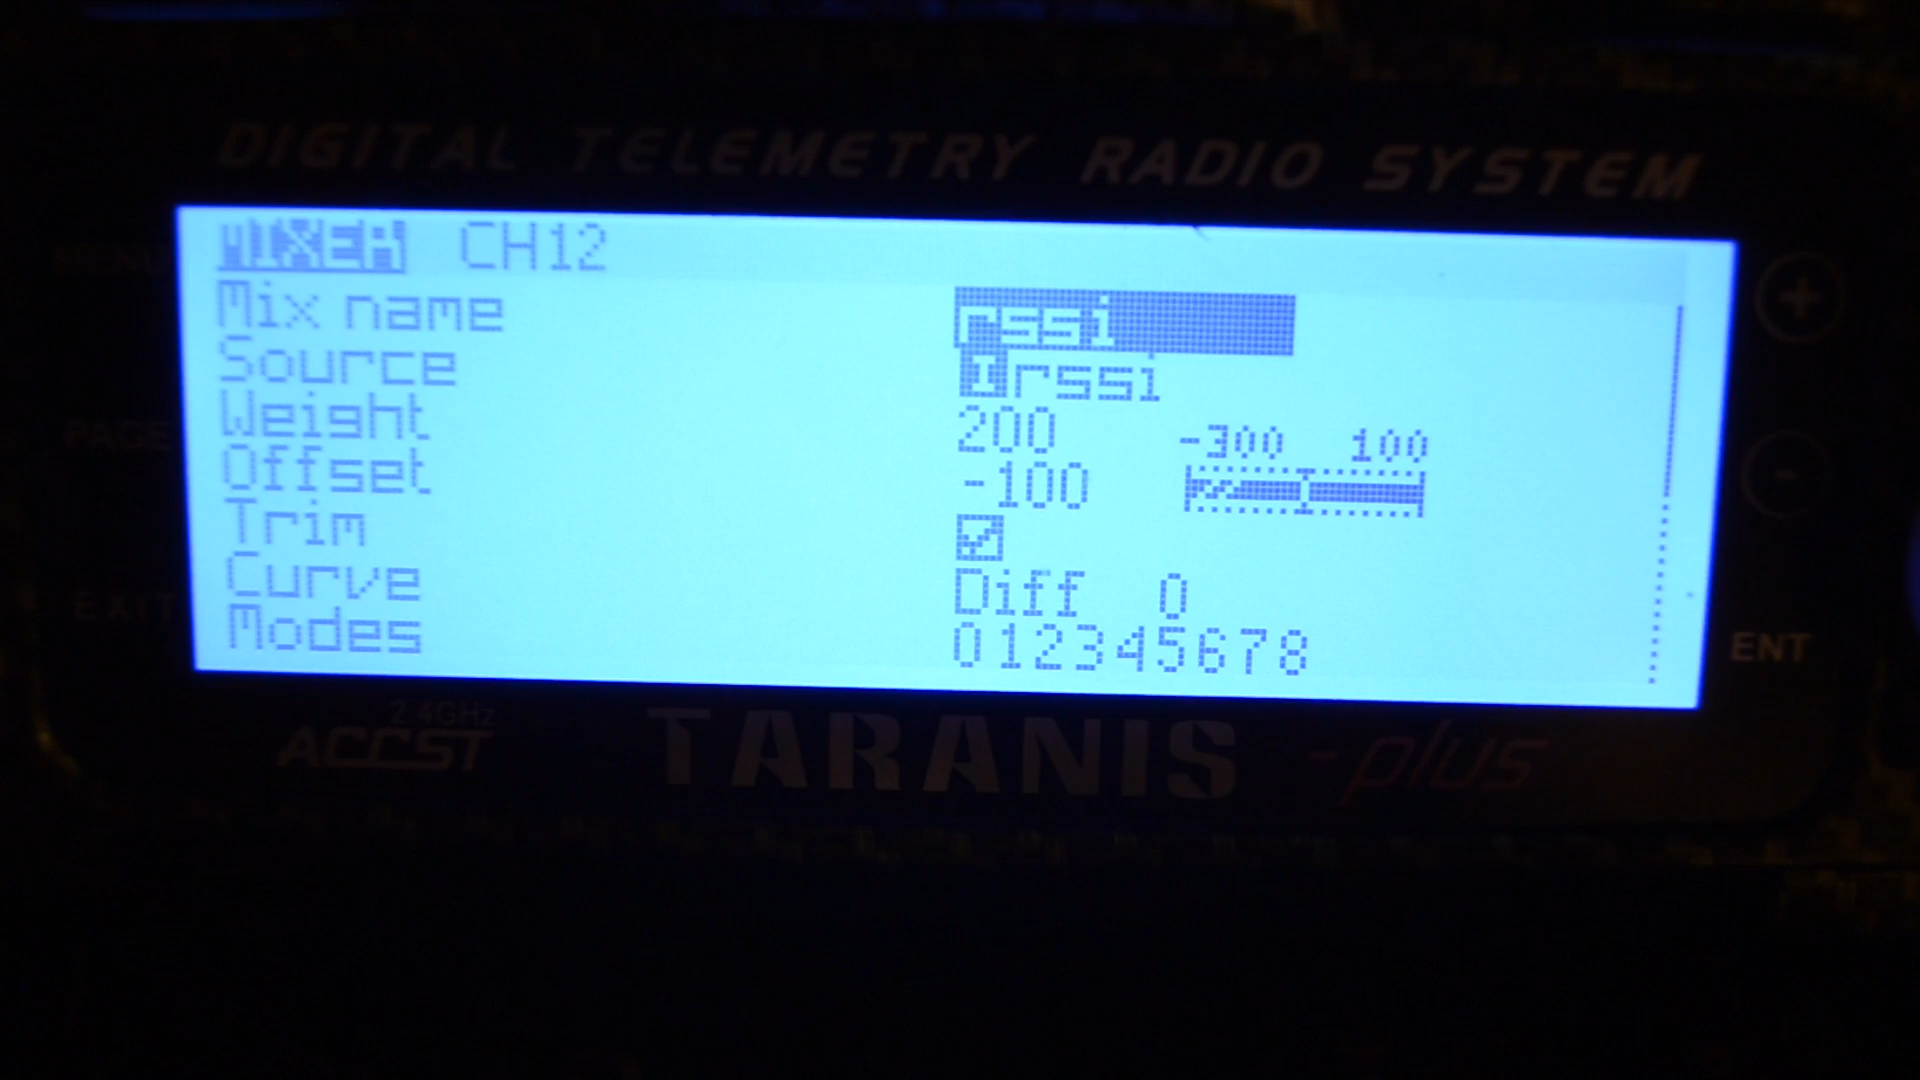 DIGITAL TELEMETRY RADIO SYSTEM
MIXER CH12
Mix name rssi
Source I rssi
Weight 200 -300 100
Offset -100
Trim
Curve Diff 0
Modes 012345678
MENU
PAGE
EXIT
+
-
ENT
2.4GHz
ACCST
TARANIS -plus